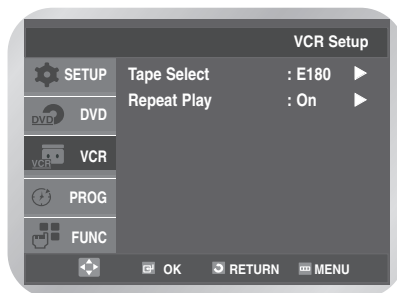 VCR Setup
SETUP
Tape Select : E180
Repeat Play : On
DVD DVD
VCR VCR
PROG
FUNC
OK RETURN MENU